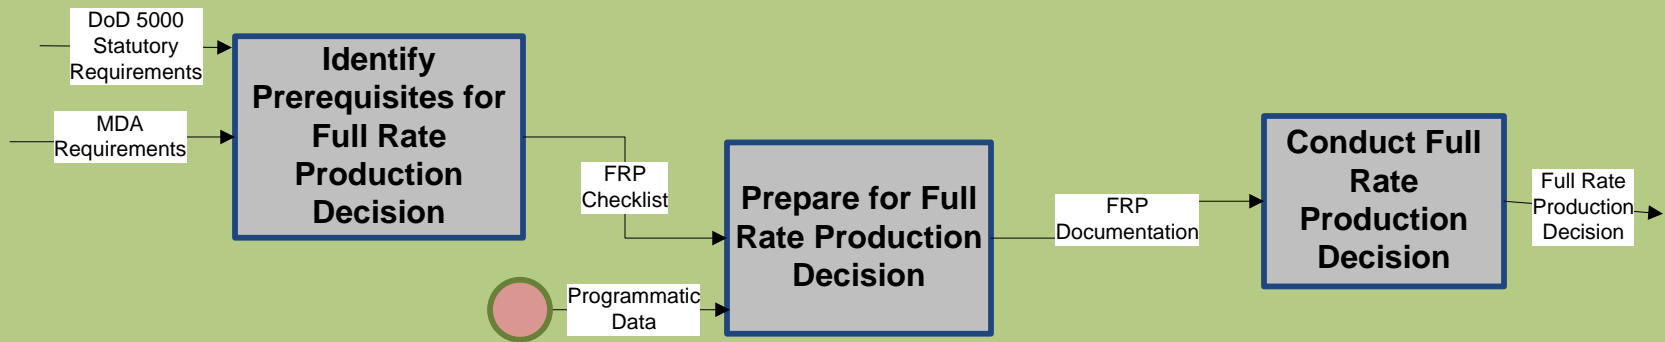 DoD 5000
Statutory
Requirements
MDA
Requirements
Identify
Prerequisites for
Full Rate
Production
Decision
FRP
Checklist
Programmatic
Data
Prepare for Full
Rate Production
Decision
FRP
Documentation
Conduct Full
Rate
Production
Decision
Full Rate
Production
Decision